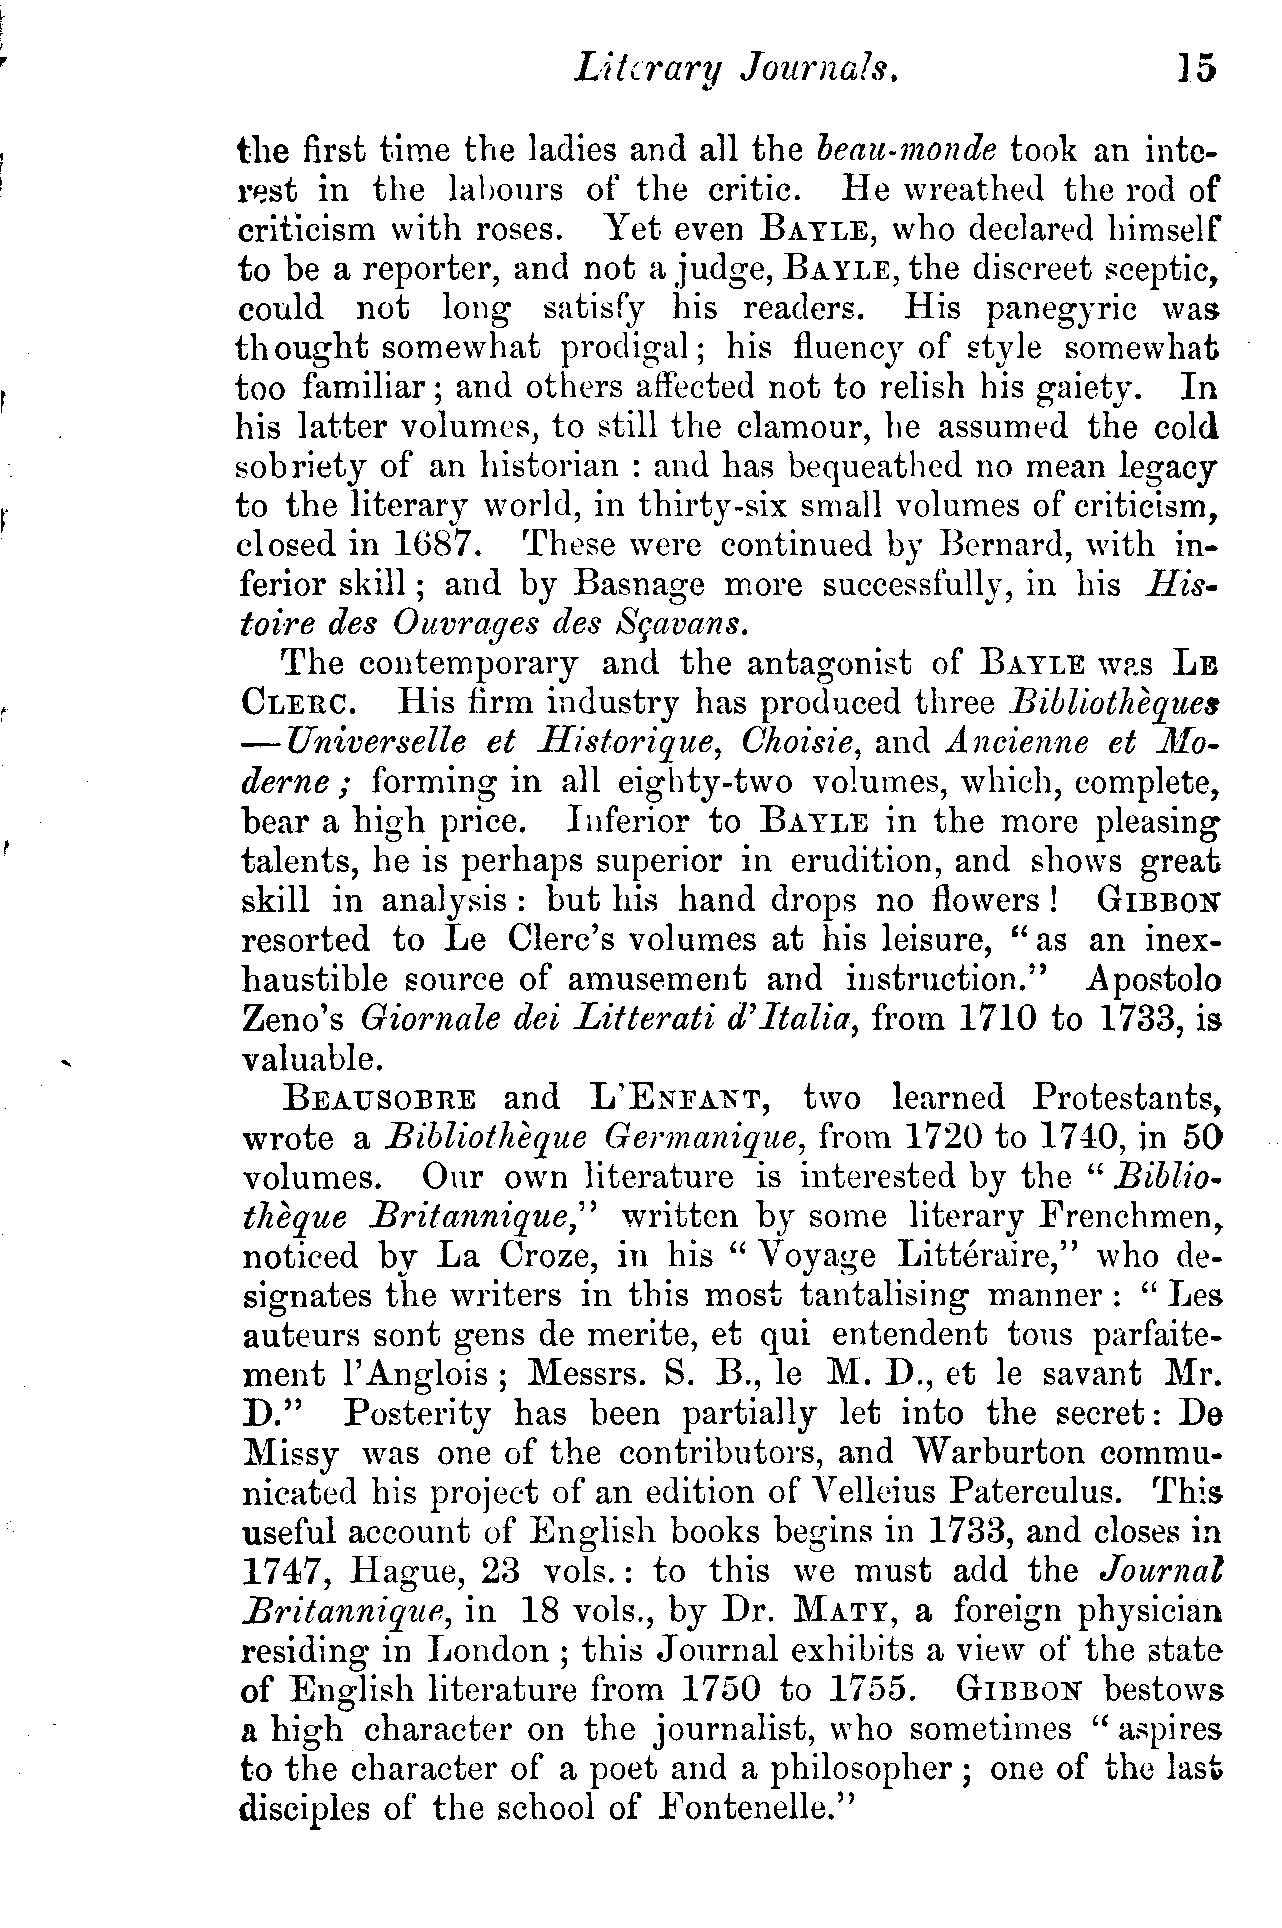 Literary Journals. 15
the first time the ladies and all the beau-monde took an inte-
rest in the labours of the critic. He wreathed the rod of
criticism with roses. Yet even BAYLE, who declared himself
to be a reporter, and not a judge, BAYLE, the discreet sceptic,
could not long satisfy his readers. His panegyric was
thought somewhat prodigal; his fluency of style somewhat
too familiar; and others affected not to relish his gaiety. In
his latter volumes, to still the clamour, he assumed the cold
sobriety of an historian: and has bequeathed no mean legacy
to the literary world, in thirty-six small volumes of criticism,
closed in 1687. These were continued by Bernard, with in-
ferior skill; and by Basnage more successfully, in his His-
toire des Ouvrages des Sçavans.
The contemporary and the antagonist of BAYLE was LE
CLERC. His firm industry has produced three Bibliothèques
—Universelle et Historique, Choisie, and Ancienne et Mo-
derne; forming in all eighty-two volumes, which, complete,
bear a high price. Inferior to BAYLE in the more pleasing
talents, he is perhaps superior in erudition, and shows great
skill in analysis: but his hand drops no flowers! GIBBON
resorted to Le Clerc's volumes at his leisure, "as an inex-
haustible source of amusement and instruction." Apostolo
Zeno's Giornale dei Litterati d'Italia, from 1710 to 1733, is
valuable.
BEAUSOBRE and L'ENFANT, two learned Protestants,
wrote a Bibliothèque Germanique, from 1720 to 1740, in 50
volumes. Our own literature is interested by the "Biblio-
thèque Britannique," written by some literary Frenchmen,
noticed by La Croze, in his "Voyage Littéraire," who de-
signates the writers in this most tantalising manner: "Les
auteurs sont gens de merite, et qui entendent tous parfaite-
ment l'Anglois; Messrs. S. B., le M. D., et le savant Mr.
D." Posterity has been partially let into the secret: De
Missy was one of the contributors, and Warburton commu-
nicated his project of an edition of Velleius Paterculus. This
useful account of English books begins in 1733, and closes in
1747, Hague, 23 vols.: to this we must add the Journal
Britannique, in 18 vols., by Dr. MATY, a foreign physician
residing in London; this Journal exhibits a view of the state
of English literature from 1750 to 1755. GIBBON bestows
a high character on the journalist, who sometimes "aspires
to the character of a poet and a philosopher; one of the last
disciples of the school of Fontenelle."